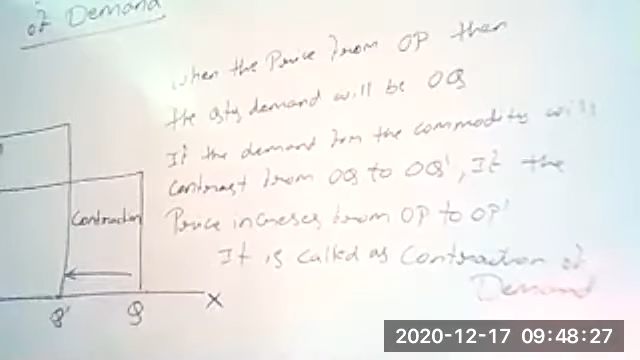 of Demand
when the Price from OP then
the qty demand will be OQ
If the demand for the commodity will
contract from OQ to OQ', If the
Price increses from OP to OP'
It is called as Contraction of
Demand
Contraction
Q' Q X
2020-12-17 09:48:27